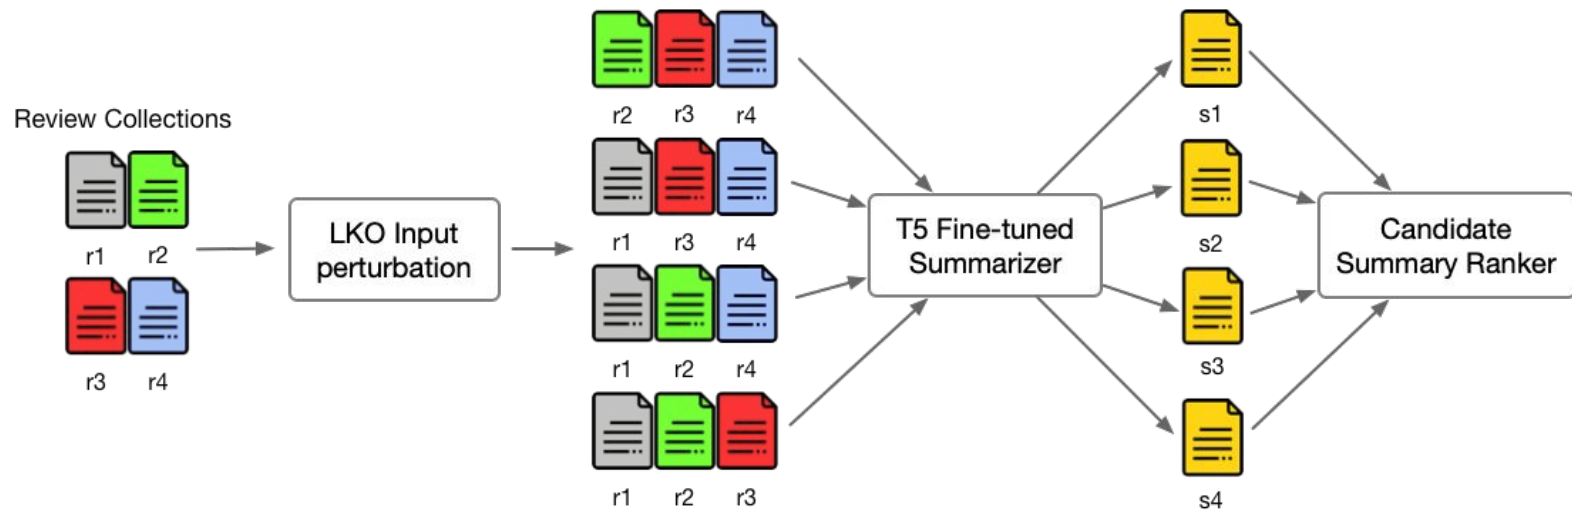 Review Collections
r1 r2
r3 r4
LKO Input
perturbation
r2 r3 r4
r1 r3 r4
r1 r2 r4
r1 r2 r3
T5 Fine-tuned
Summarizer
s1
s2
s3
s4
Candidate
Summary Ranker